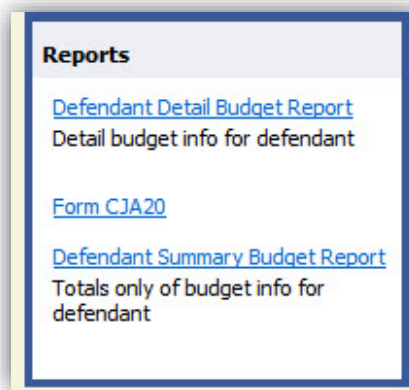 Reports
Defendant Detail Budget Report
Detail budget info for defendant
Form CJA20
Defendant Summary Budget Report
Totals only of budget info for
defendant